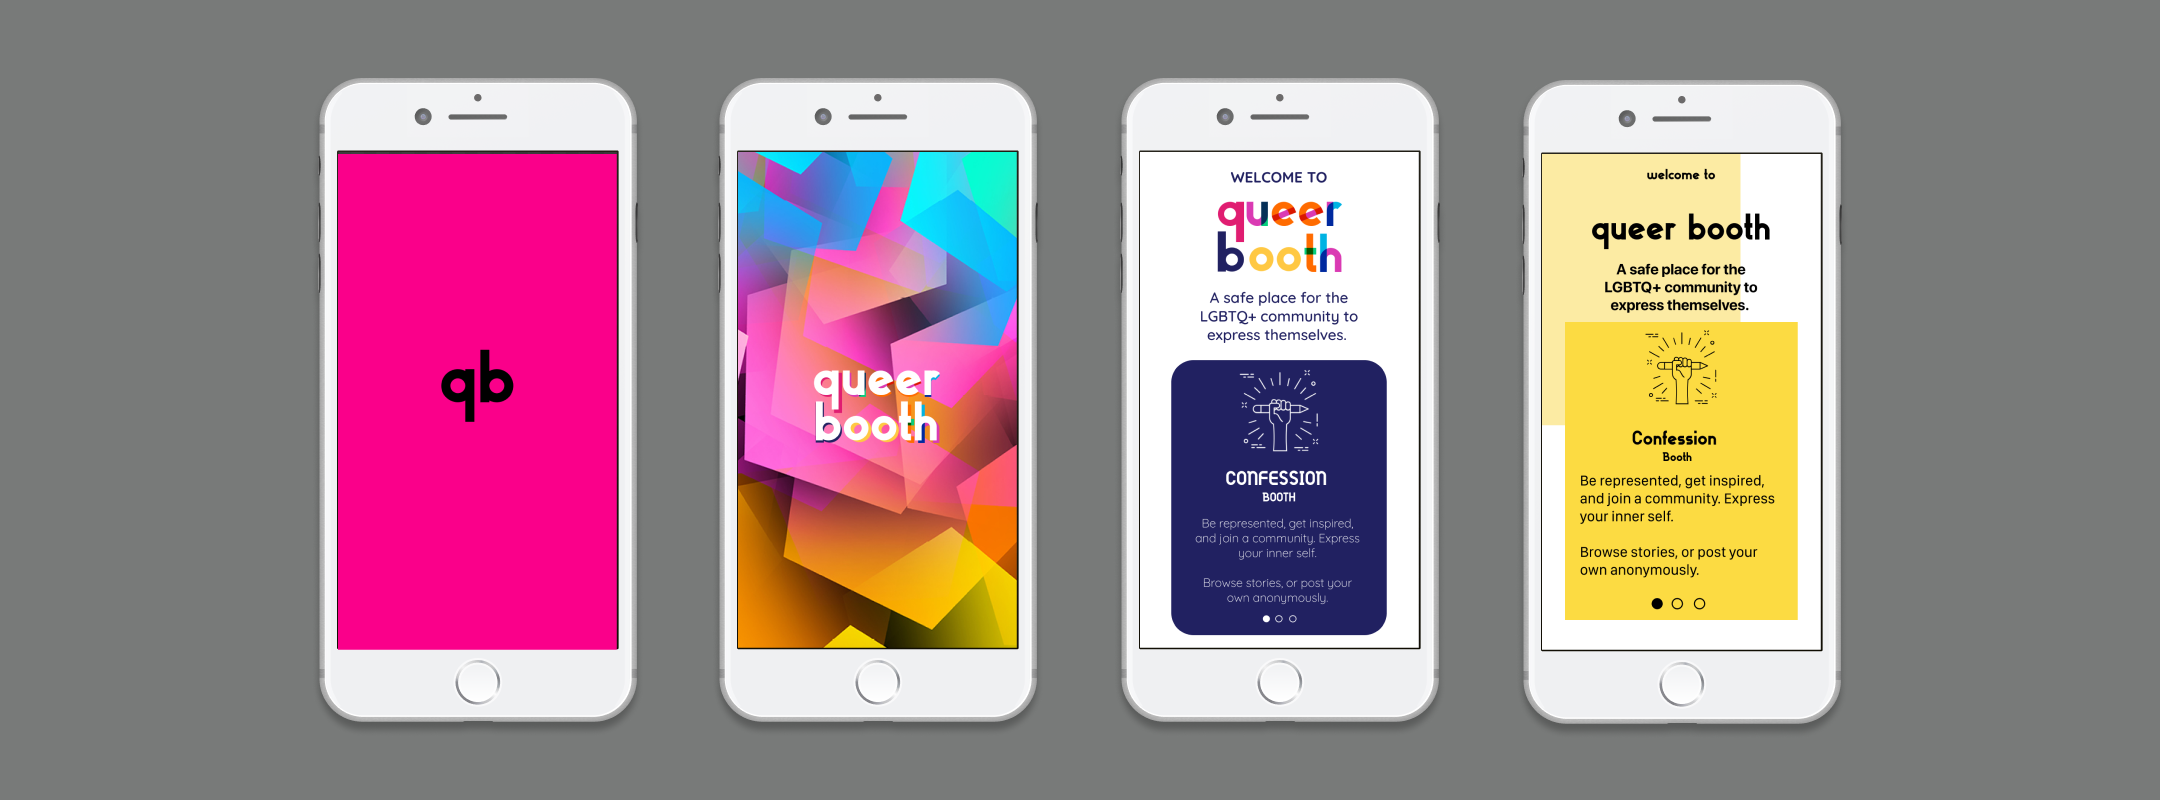 qb
queer
booth
WELCOME TO
queer
booth
A safe place for the
LGBTQ+ community to
express themselves.
CONFESSION
BOOTH
Be represented, get inspired,
and join a community. Express
your inner self.
Browse stories, or post your
own anonymously.
welcome to
queer booth
A safe place for the
LGBTQ+ community to
express themselves.
Confession
Booth
Be represented, get inspired,
and join a community. Express
your inner self.
Browse stories, or post your
own anonymously.